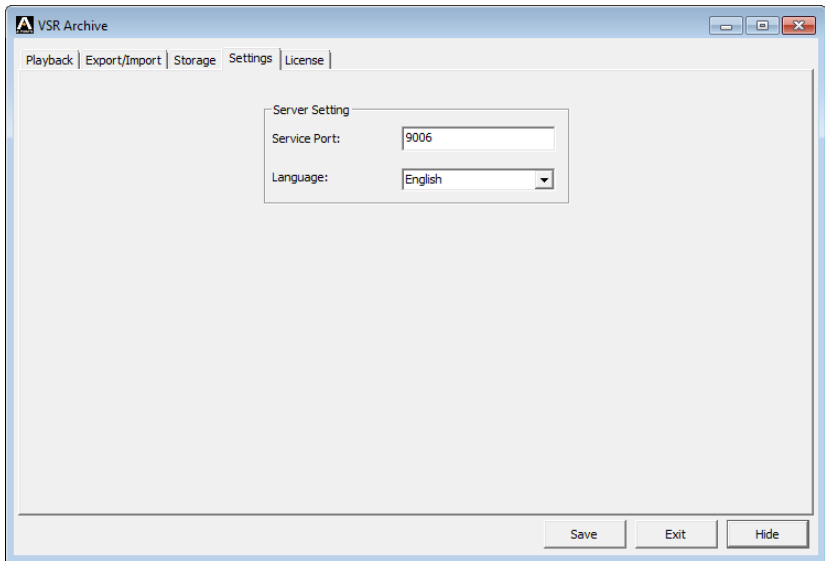 VSR Archive
Playback Export/Import Storage Settings License
Server Setting
Service Port: 9006
Language: English
Save Exit Hide